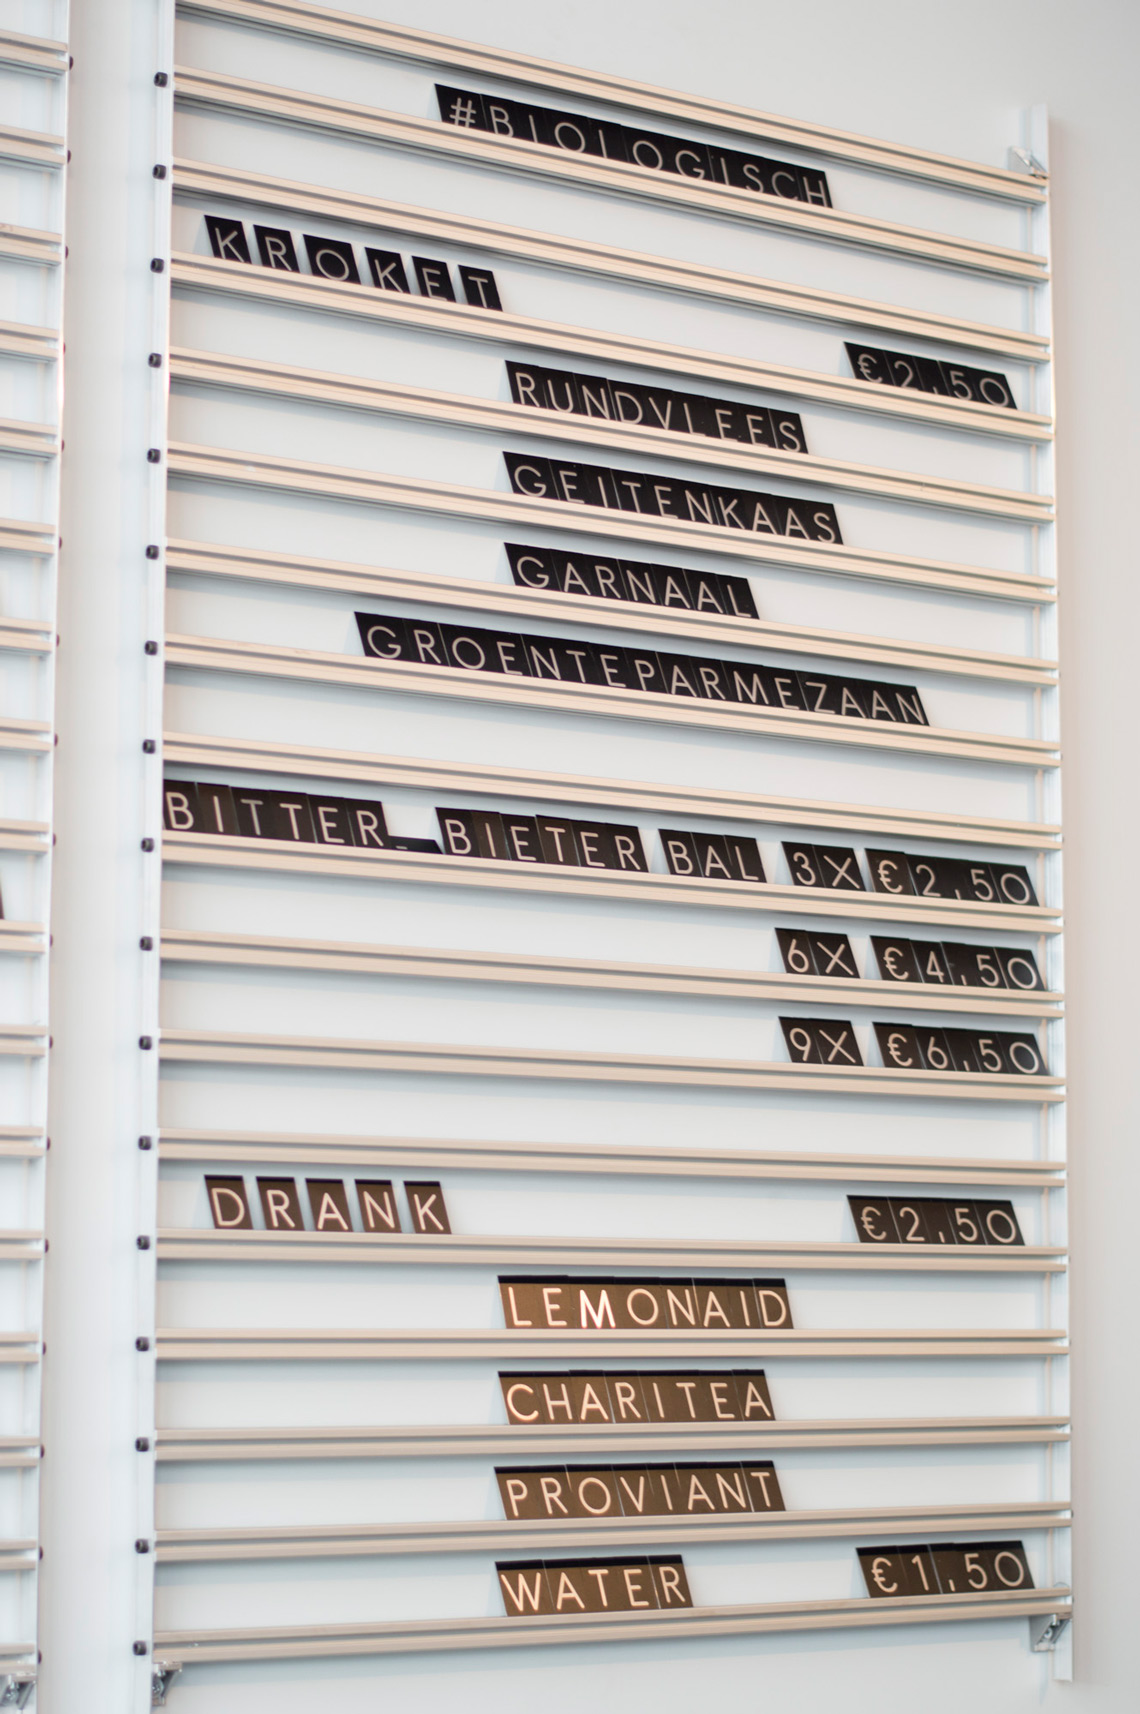 #BIOLOGISCH
KROKET
€2,50
RUNDVLEES
GEITENKAAS
GARNAAL
GROENTEPARMEZAAN
BITTER_BIETER BAL 3X €2,50
6X €4,50
9X €6,50
DRANK €2,50
LEMONAID
CHARITEA
PROVIANT
WATER €1,50